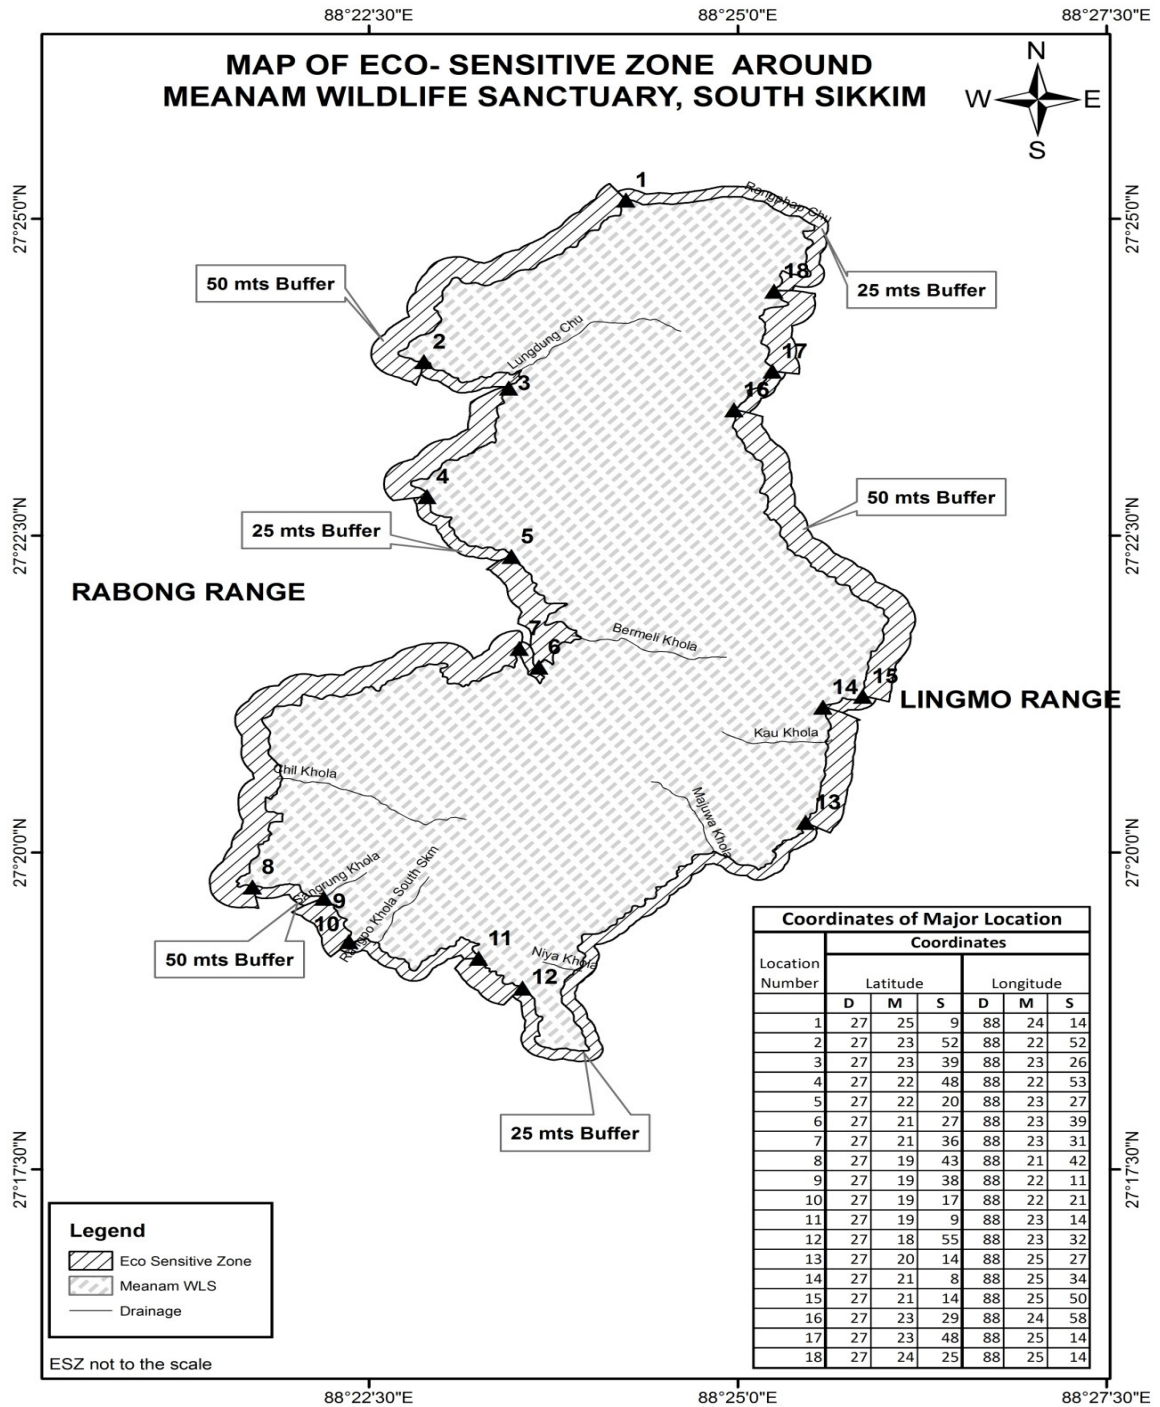 88°22'30"E 88°25'0"E 88°27'30"E
MAP OF ECO- SENSITIVE ZONE AROUND
MEANAM WILDLIFE SANCTUARY, SOUTH SIKKIM
N
W E
S
27°25'0"N 27°25'0"N
1
Rangphap Chu
18
50 mts Buffer
25 mts Buffer
2
Lungdung Chu
17
3
16
4
50 mts Buffer
25 mts Buffer
5
27°22'30"N 27°22'30"N
RABONG RANGE
7
Bermeli Khola
6
14 15
LINGMO RANGE
Kau Khola
Chil Khola
13
Majuwa Khola
27°20'0"N 27°20'0"N
8
Sangrung Khola
9
10
Rangpo Khola South Skm
11
50 mts Buffer
Niya Khola
12
25 mts Buffer
27°17'30"N 27°17'30"N
Coordinates of Major Location
Coordinates
Location Number Latitude Longitude
D M S D M S
1 27 25 9 88 24 14
2 27 23 52 88 22 52
3 27 23 39 88 23 26
4 27 22 48 88 22 53
5 27 22 20 88 23 27
6 27 21 27 88 23 39
7 27 21 36 88 23 31
8 27 19 43 88 21 42
9 27 19 38 88 22 11
10 27 19 17 88 22 21
11 27 19 9 88 23 14
12 27 18 55 88 23 32
13 27 20 14 88 25 27
14 27 21 8 88 25 34
15 27 21 14 88 25 50
16 27 23 29 88 24 58
17 27 23 48 88 25 14
18 27 24 25 88 25 14
Legend
Eco Sensitive Zone
Meanam WLS
Drainage
ESZ not to the scale
88°22'30"E 88°25'0"E 88°27'30"E